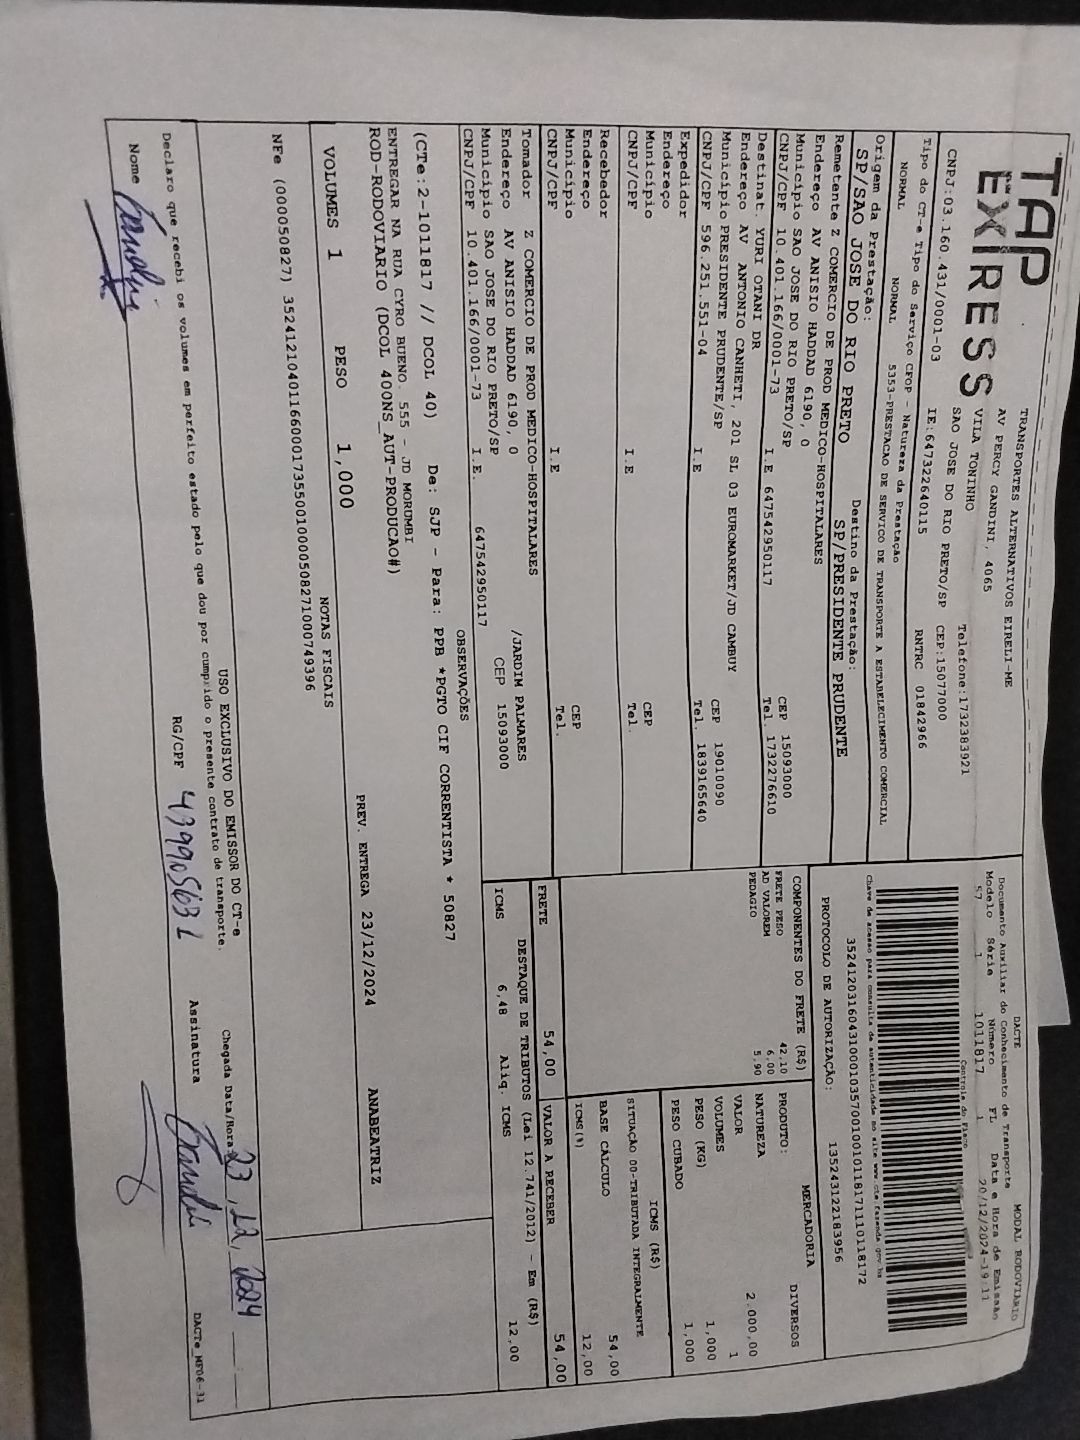 TAP
EXPRESS
TRANSPORTES ALTERNATIVOS EIRELI-ME
AV PERCY GANDINI, 4065
VILA TONINHO
Telefone:1732383921
SAO JOSE DO RIO PRETO/SP CEP:15077000
CNPJ:03.160.431/0001-03 IE:647322640115 RNTRC 01842966
Tipo do CT-e Tipo do Serviço CFOP - Natureza da Prestação
NORMAL NORMAL 5353-PRESTACAO DE SERVICO DE TRANSPORTE A ESTABELECIMENTO COMERCIAL
Origem da Prestação: Destino da Prestação:
SP/SAO JOSE DO RIO PRETO SP/PRESIDENTE PRUDENTE
Remetente Z COMERCIO DE PROD MEDICO-HOSPITALARES
Endereço AV ANISIO HADDAD 6190, 0
Município SAO JOSE DO RIO PRETO/SP CEP 15093000
CNPJ/CPF 10.401.166/0001-73 I.E 647542950117 Tel. 1732276610
Destinat. YURI OTANI DR
Endereço AV ANTONIO CANHETI, 201 SL 03 EUROMARKET/JD CAMBUY
Município PRESIDENTE PRUDENTE/SP CEP 19010090
CNPJ/CPF 596.251.551-04 I.E Tel. 1839165640
Expedidor
Endereço
Município CEP
CNPJ/CPF I.E Tel.
Recebedor
Endereço
Município CEP
CNPJ/CPF I.E Tel.
Tomador Z COMERCIO DE PROD MEDICO-HOSPITALARES
Endereço AV ANISIO HADDAD 6190, 0 /JARDIM PALMARES
Município SAO JOSE DO RIO PRETO/SP CEP 15093000
CNPJ/CPF 10.401.166/0001-73 I.E. 647542950117
DACTE MODAL RODOVIÁRIO
Documento Auxiliar do Conhecimento de Transporte
Modelo Série Número FL Data e Hora de Emissão
57 1 1011817 1 20/12/2024-19:11
Controle do Fisco
Chave de acesso para consulta de autenticidade no site www.cte.fazenda.gov.br
35241203160431000103570010010118171110118172
PROTOCOLO DE AUTORIZAÇÃO: 135243122183956
COMPONENTES DO FRETE (R$)
FRETE PESO 42,10
AD VALOREM 6,00
PEDAGIO 5,90
MERCADORIA
PRODUTO: DIVERSOS
NATUREZA
VALOR 2.000,00
VOLUMES 1
PESO (KG) 1,000
PESO CUBADO 1,000
ICMS (R$)
SITUAÇÃO 00-TRIBUTADA INTEGRALMENTE
BASE CÁLCULO 54,00
ICMS(%) 12,00
FRETE 54,00 VALOR A RECEBER 54,00
DESTAQUE DE TRIBUTOS (Lei 12.741/2012) - Em (R$)
ICMS 6,48 Aliq. ICMS 12,00
OBSERVAÇÕES
(CTe:2-1011817 // DCOL 40) De: SJP - Para: PPB *PGTO CIF CORRENTISTA * 50827
ENTREGAR NA RUA CYRO BUENO. 555 - JD MORUMBI
ROD-RODOVIARIO (DCOL 400NS_AUT-PRODUCAO#)
PREV. ENTREGA 23/12/2024 ANABEATRIZ
VOLUMES 1 PESO 1,000
NOTAS FISCAIS
NFe (000050827) 35241210401166000173550010000508271000749396
USO EXCLUSIVO DO EMISSOR DO CT-e
Declaro que recebi os volumes em perfeito estado pelo que dou por cumprido o presente contrato de transporte.
Chegada Data/Hora 23, 12, 2024
Nome RG/CPF Assinatura
DACTe_MF06-31